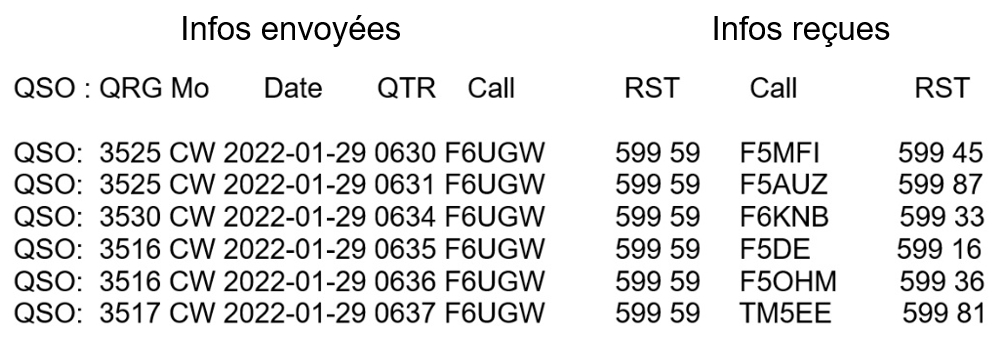 Infos envoyées Infos reçues
QSO : QRG Mo Date QTR Call RST Call RST
QSO: 3525 CW 2022-01-29 0630 F6UGW 599 59 F5MFI 599 45
QSO: 3525 CW 2022-01-29 0631 F6UGW 599 59 F5AUZ 599 87
QSO: 3530 CW 2022-01-29 0634 F6UGW 599 59 F6KNB 599 33
QSO: 3516 CW 2022-01-29 0635 F6UGW 599 59 F5DE 599 16
QSO: 3516 CW 2022-01-29 0636 F6UGW 599 59 F5OHM 599 36
QSO: 3517 CW 2022-01-29 0637 F6UGW 599 59 TM5EE 599 81